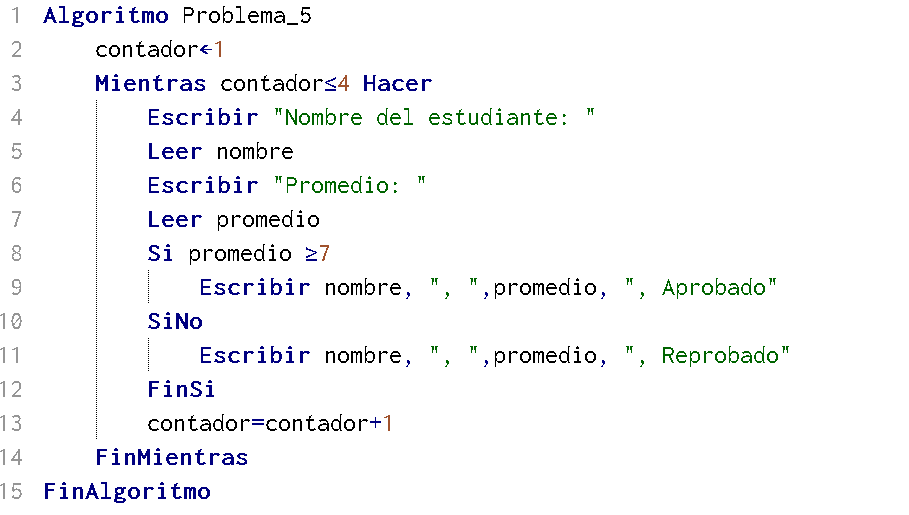 1 Algoritmo Problema_5
2 contador←1
3 Mientras contador≤4 Hacer
4 Escribir "Nombre del estudiante: "
5 Leer nombre
6 Escribir "Promedio: "
7 Leer promedio
8 Si promedio ≥7
9 Escribir nombre, ", ",promedio, ", Aprobado"
10 SiNo
11 Escribir nombre, ", ",promedio, ", Reprobado"
12 FinSi
13 contador=contador+1
14 FinMientras
15 FinAlgoritmo